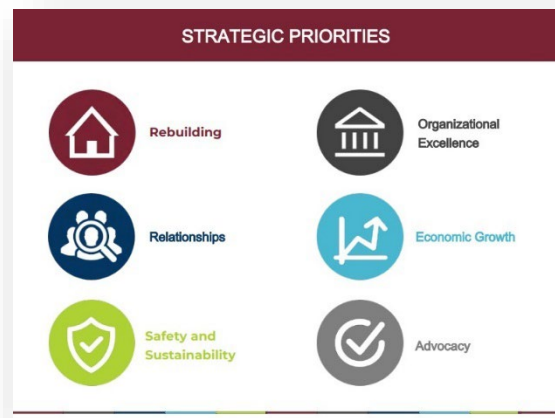 STRATEGIC PRIORITIES
Rebuilding
Organizational
Excellence
Relationships
Economic Growth
Safety and
Sustainability
Advocacy